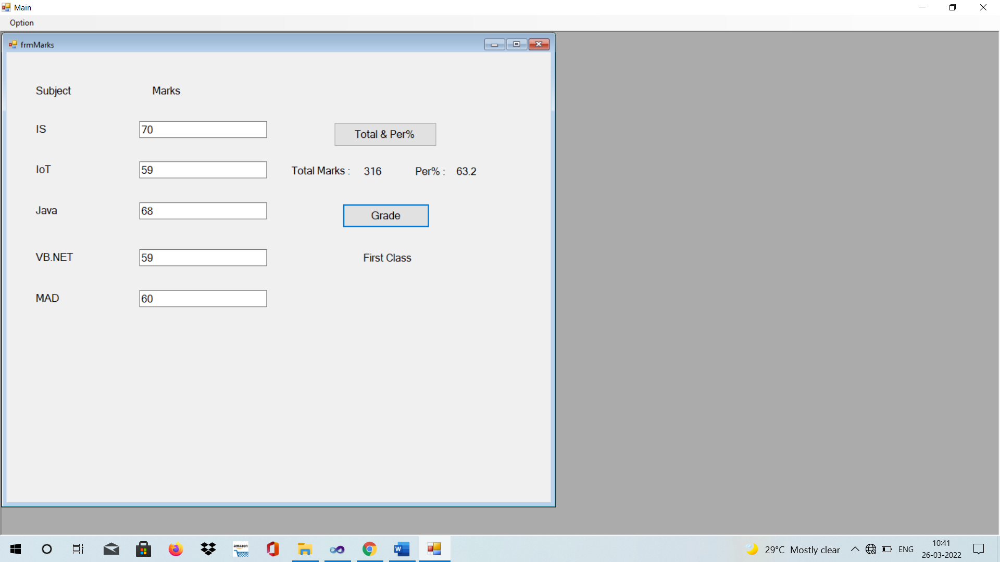 Main
Option
frmMarks
Subject Marks
IS 70 Total & Per%
IoT 59 Total Marks : 316 Per% : 63.2
Java 68 Grade
VB.NET 59 First Class
MAD 60
amazon
W
29°C Mostly clear ENG 10:41
26-03-2022